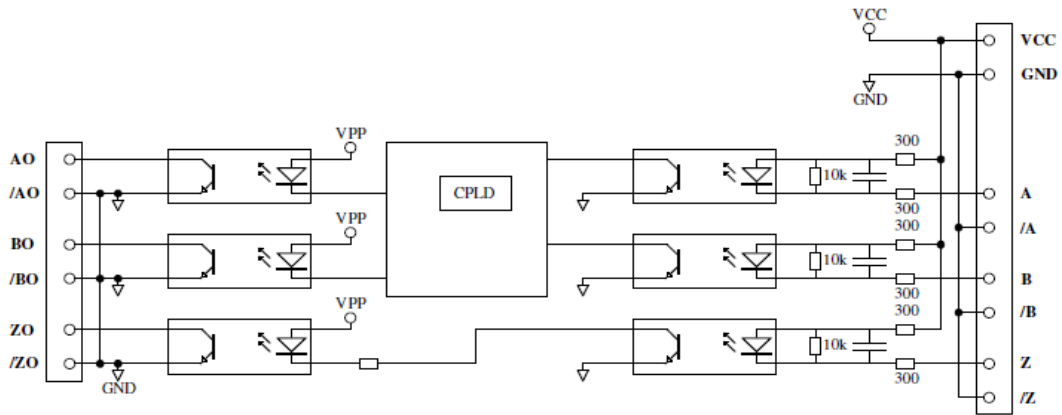 VCC
VCC
GND
GND
VPP
300
AO
10k
/AO
CPLD
A
300
VPP
300
/A
BO
10k
/BO
B
300
VPP
300
/B
ZO
10k
/ZO
Z
GND
300
/Z